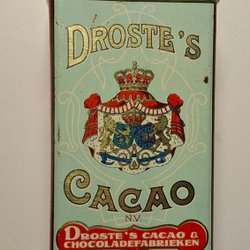 DROSTE'S
CACAO
N.V.
DROSTE'S CACAO &
CHOCOLADEFABRIEKEN